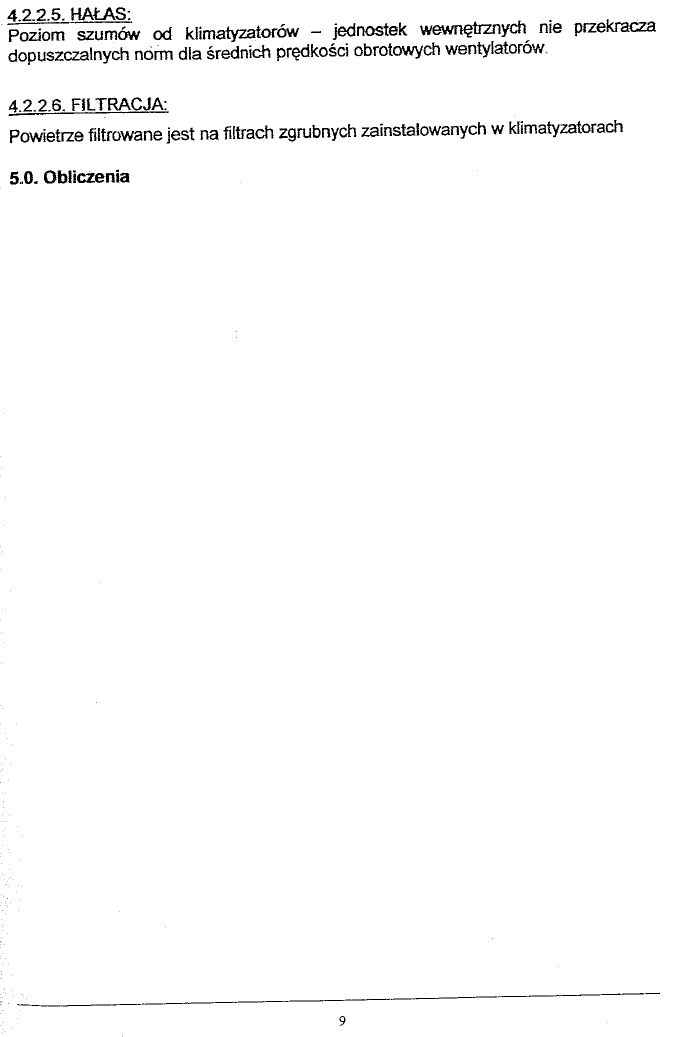 4.2.2.5. HAŁAS:
Poziom szumów od klimatyzatorów – jednostek wewnętrznych nie przekracza
dopuszczalnych norm dla średnich prędkości obrotowych wentylatorów.
4.2.2.6. FILTRACJA:
Powietrze filtrowane jest na filtrach zgrubnych zainstalowanych w klimatyzatorach
5.0. Obliczenia
9